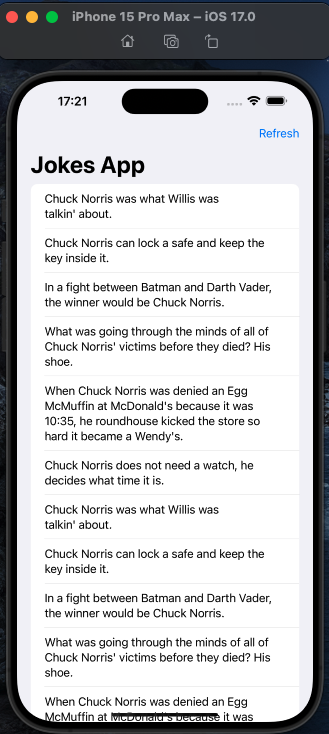 iPhone 15 Pro Max – iOS 17.0
17:21
Refresh
Jokes App
Chuck Norris was what Willis was
talkin' about.
Chuck Norris can lock a safe and keep the
key inside it.
In a fight between Batman and Darth Vader,
the winner would be Chuck Norris.
What was going through the minds of all of
Chuck Norris' victims before they died? His
shoe.
When Chuck Norris was denied an Egg
McMuffin at McDonald's because it was
10:35, he roundhouse kicked the store so
hard it became a Wendy's.
Chuck Norris does not need a watch, he
decides what time it is.
Chuck Norris was what Willis was
talkin' about.
Chuck Norris can lock a safe and keep the
key inside it.
In a fight between Batman and Darth Vader,
the winner would be Chuck Norris.
What was going through the minds of all of
Chuck Norris' victims before they died? His
shoe.
When Chuck Norris was denied an Egg
McMuffin at McDonald's because it was